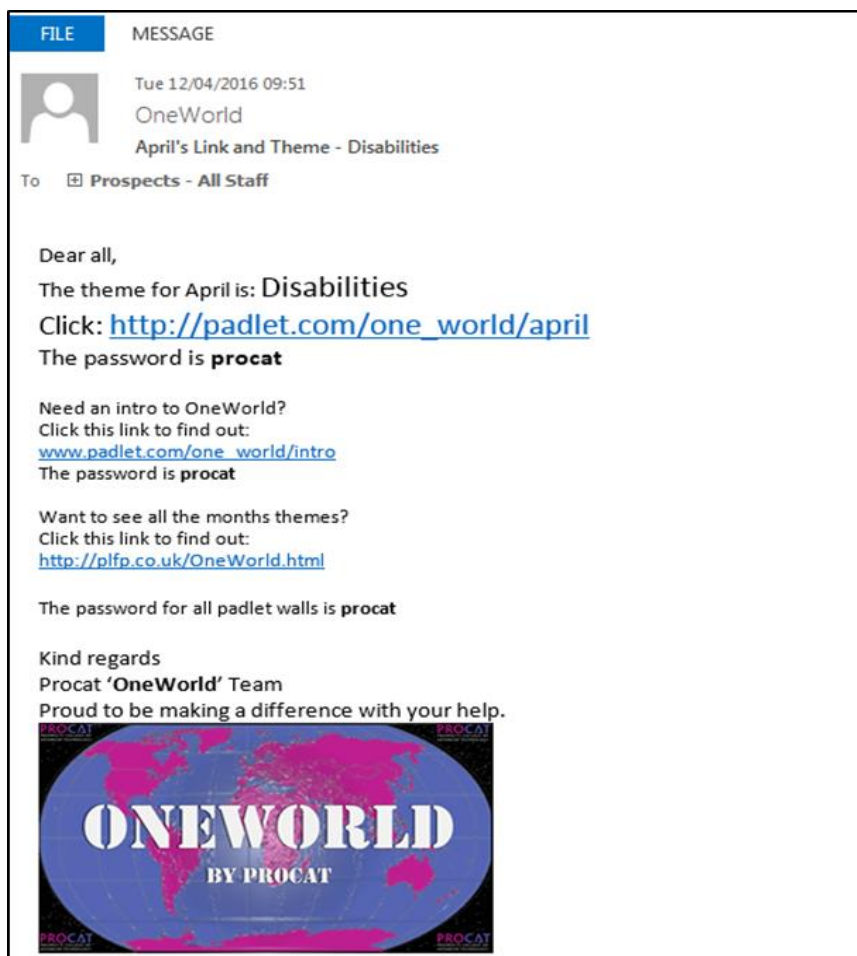 FILE MESSAGE
Tue 12/04/2016 09:51
OneWorld
April's Link and Theme - Disabilities
To Prospects - All Staff
Dear all,
The theme for April is: Disabilities
Click: http://padlet.com/one_world/april
The password is procat
Need an intro to OneWorld?
Click this link to find out:
www.padlet.com/one_world/intro
The password is procat
Want to see all the months themes?
Click this link to find out:
http://plfp.co.uk/OneWorld.html
The password for all padlet walls is procat
Kind regards
Procat ‘OneWorld’ Team
Proud to be making a difference with your help.
PROCAT PROCAT
ONEWORLD
BY PROCAT
PROCAT PROCAT